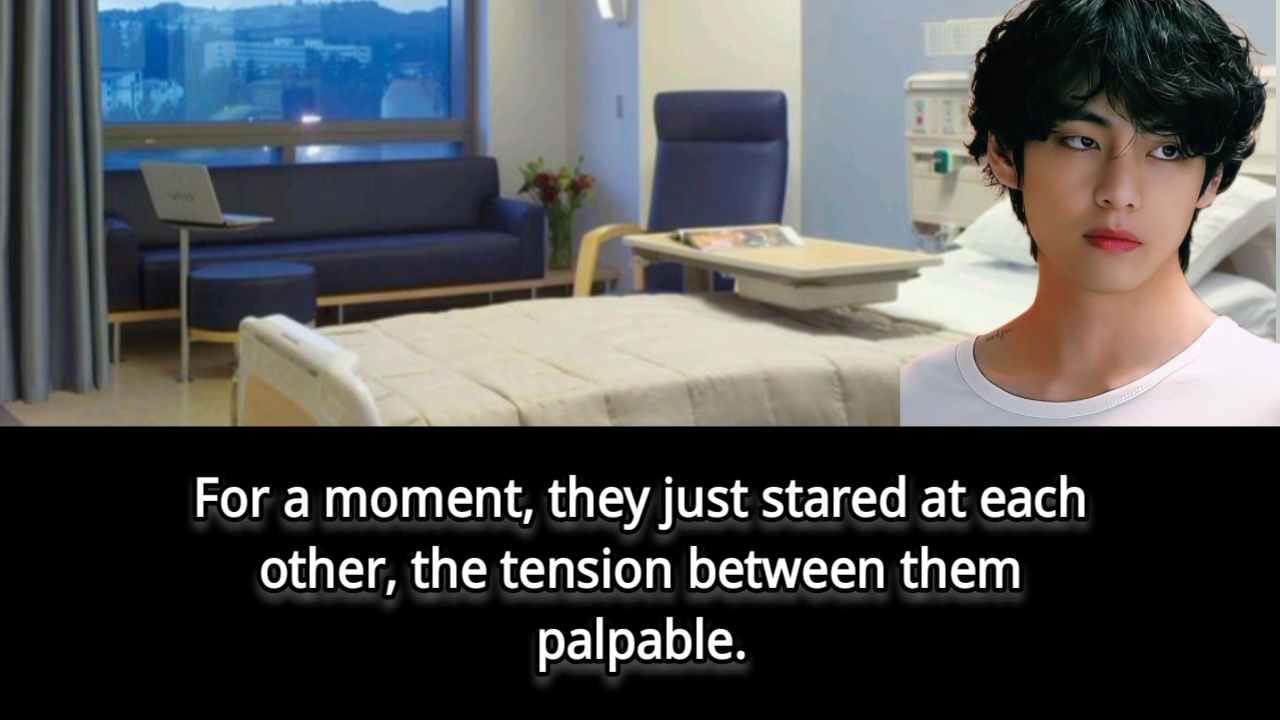 For a moment, they just stared at each
other, the tension between them
palpable.